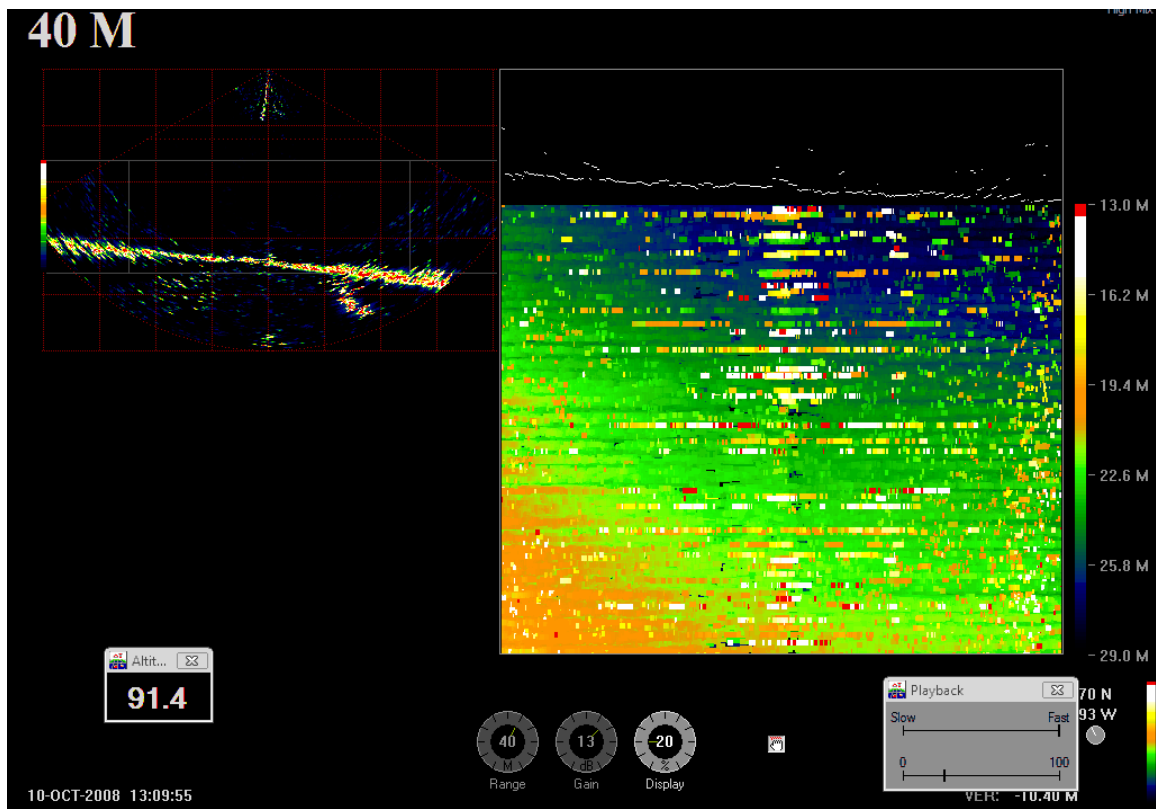 High Mix
40 M
13.0 M
16.2 M
19.4 M
22.6 M
25.8 M
29.0 M
Altit...
91.4
Playback
Slow Fast
0 100
70 N
93 W
40
M
Range
13
dB
Gain
-20
%
Display
10-OCT-2008 13:09:55
VER: -10.40 M